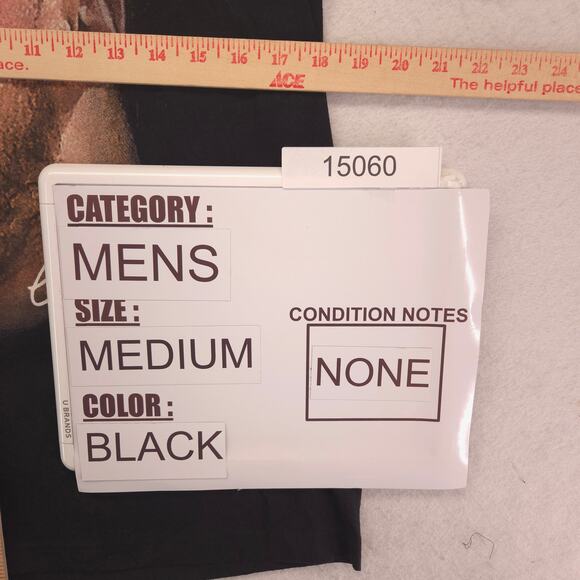 11 12 13 14 15 16 17 18 19 20 21 22 23 24
ace.
ACE
The helpful place
15060
CATEGORY :
MENS
SIZE :
MEDIUM
COLOR :
BLACK
CONDITION NOTES
NONE
U BRANDS